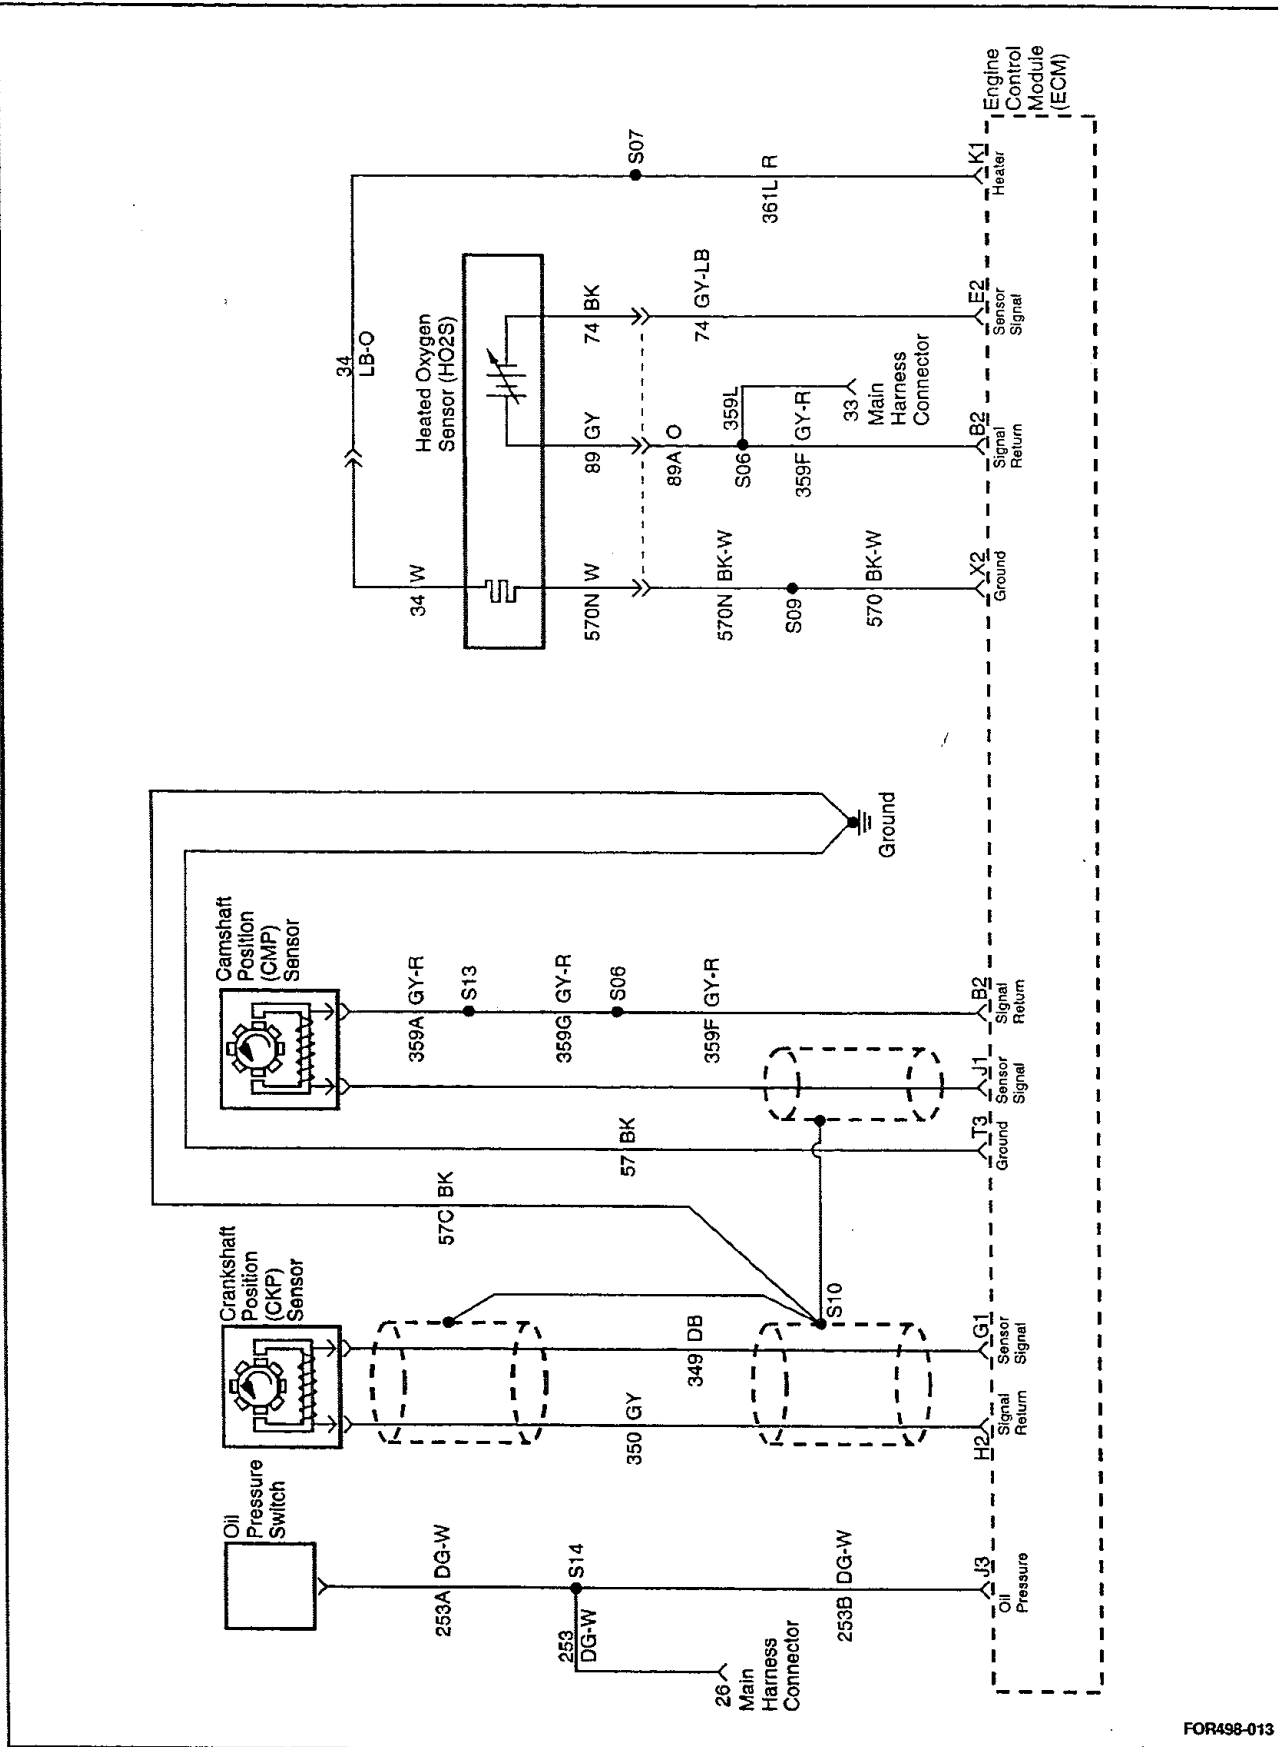 Engine
Control
Module
(ECM)
S07
361L R
K1
Heater
34
LB-O
Heated Oxygen
Sensor (HO2S)
74 BK
74 GY-LB
E2
Sensor
Signal
89 GY
89A O
S06
359L
33
Main
Harness
Connector
359F GY-R
B2
Signal
Return
34 W
570N W
570N BK-W
S09
570 BK-W
X2
Ground
Ground
Camshaft
Position
(CMP)
Sensor
359A GY-R
S13
359G GY-R
S06
359F GY-R
B2
Signal
Return
J1
Sensor
Signal
57 BK
T3
Ground
57C BK
Crankshaft
Position
(CKP)
Sensor
S10
349 DB
G1
Sensor
Signal
350 GY
H2
Signal
Return
Oil
Pressure
Switch
253A DG-W
S14
253
DG-W
26
Main
Harness
Connector
253B DG-W
J3
Oil
Pressure
FOR498-013